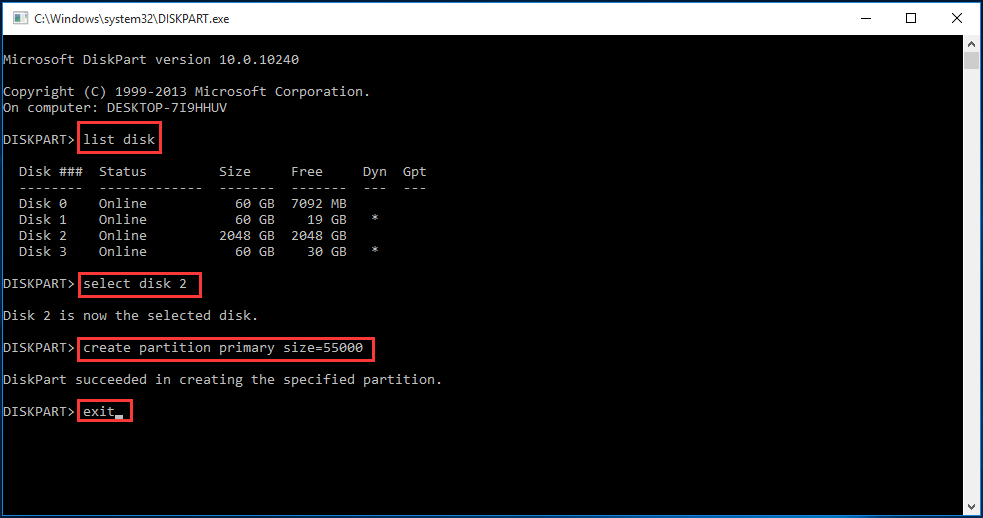 C:\Windows\system32\DISKPART.exe
Microsoft DiskPart version 10.0.10240
Copyright (C) 1999-2013 Microsoft Corporation.
On computer: DESKTOP-7I9HHUV
DISKPART> list disk
  Disk ###  Status         Size     Free     Dyn  Gpt
  --------  -------------  -------  -------  ---  ---
  Disk 0    Online           60 GB  7092 MB
  Disk 1    Online           60 GB    19 GB   *
  Disk 2    Online         2048 GB  2048 GB
  Disk 3    Online           60 GB    30 GB   *
DISKPART> select disk 2
Disk 2 is now the selected disk.
DISKPART> create partition primary size=55000
DiskPart succeeded in creating the specified partition.
DISKPART> exit_